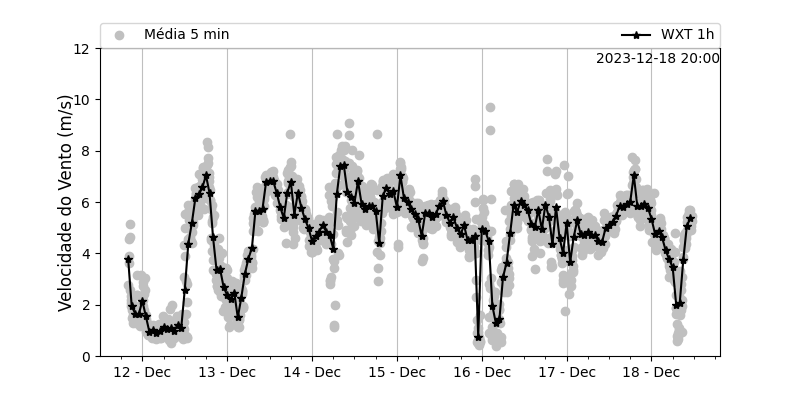 Média 5 min
WXT 1h
2023-12-18 20:00
Velocidade do Vento (m/s)
12
10
8
6
4
2
0
12 - Dec
13 - Dec
14 - Dec
15 - Dec
16 - Dec
17 - Dec
18 - Dec